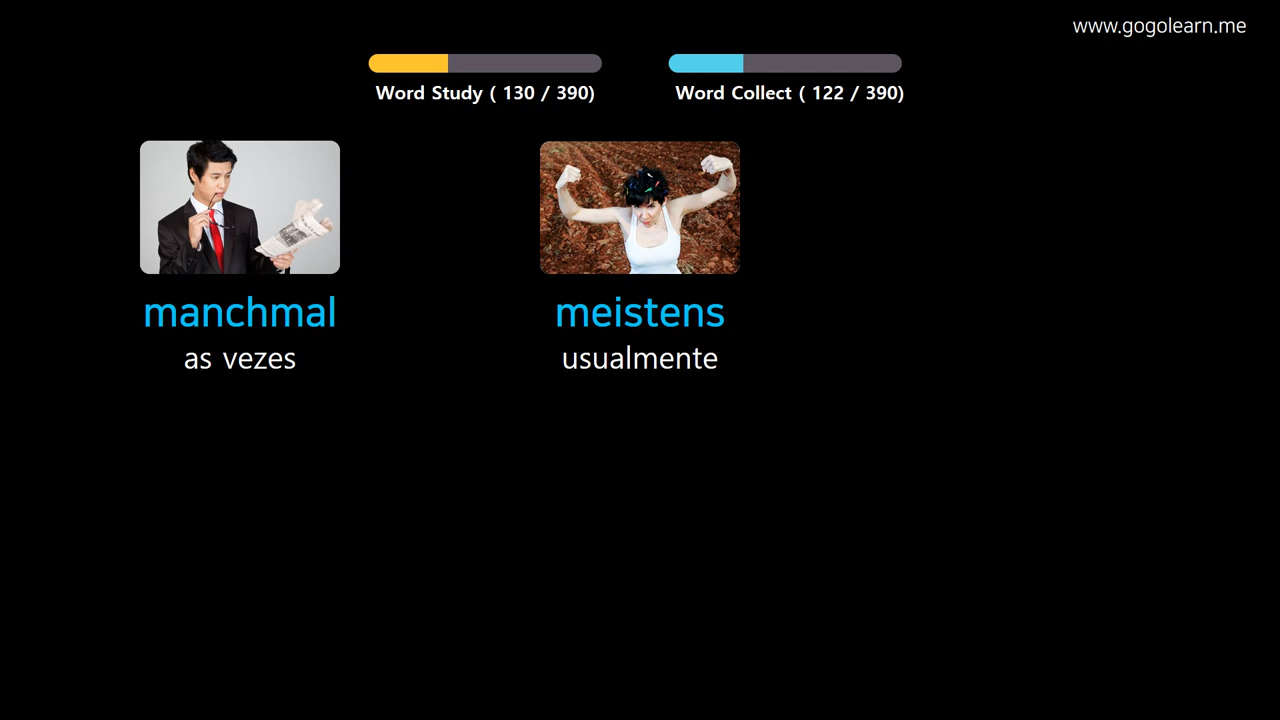 www.gogolearn.me
Word Study ( 130 / 390)
Word Collect ( 122 / 390)
manchmal
as vezes
meistens
usualmente